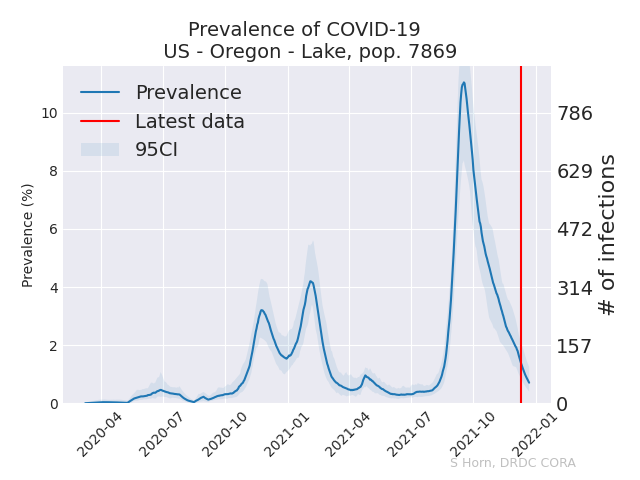 Prevalence of COVID-19
US - Oregon - Lake, pop. 7869
Prevalence
Latest data
95CI
Prevalence (%)
10
8
6
4
2
0
786
629
472
314
157
0
# of infections
2020-04
2020-07
2020-10
2021-01
2021-04
2021-07
2021-10
2022-01
S Horn, DRDC CORA